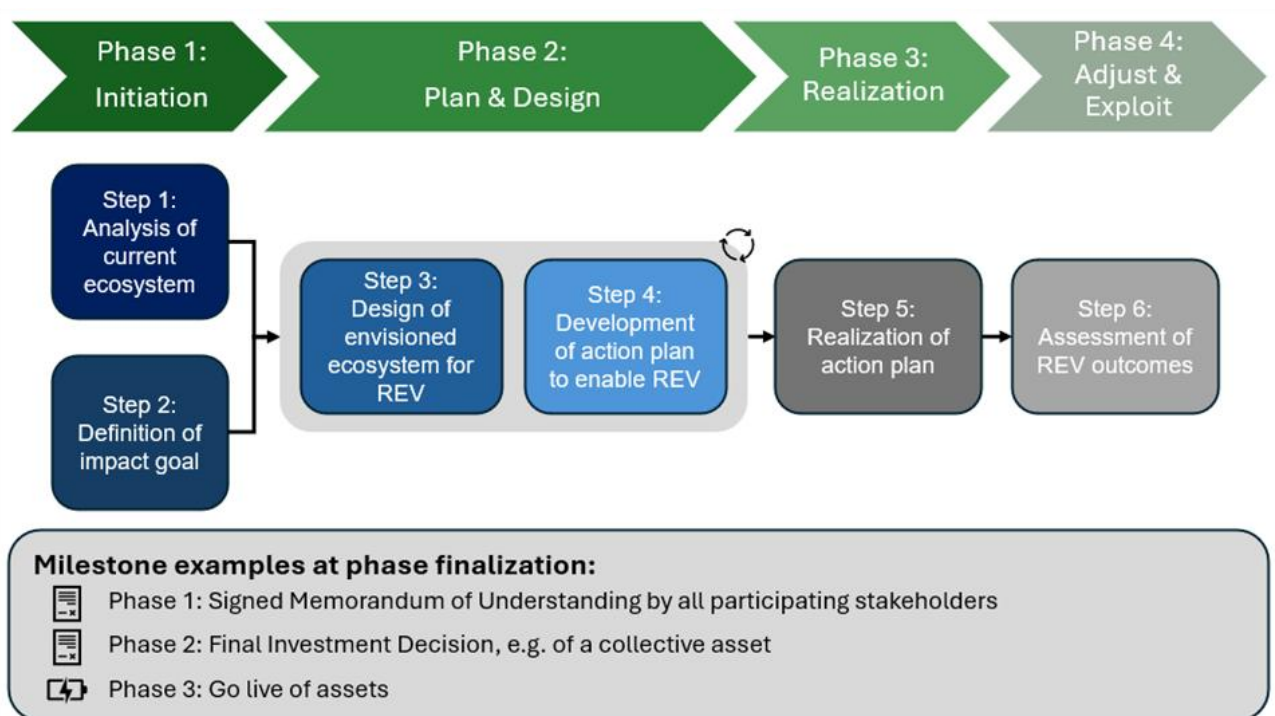 Phase 1:
Initiation
Phase 2:
Plan & Design
Phase 3:
Realization
Phase 4:
Adjust &
Exploit
Step 1:
Analysis of
current
ecosystem
Step 2:
Definition of
impact goal
Step 3:
Design of
envisioned
ecosystem for
REV
Step 4:
Development
of action plan
to enable REV
Step 5:
Realization of
action plan
Step 6:
Assessment of
REV outcomes
Milestone examples at phase finalization:
Phase 1: Signed Memorandum of Understanding by all participating stakeholders
Phase 2: Final Investment Decision, e.g. of a collective asset
Phase 3: Go live of assets